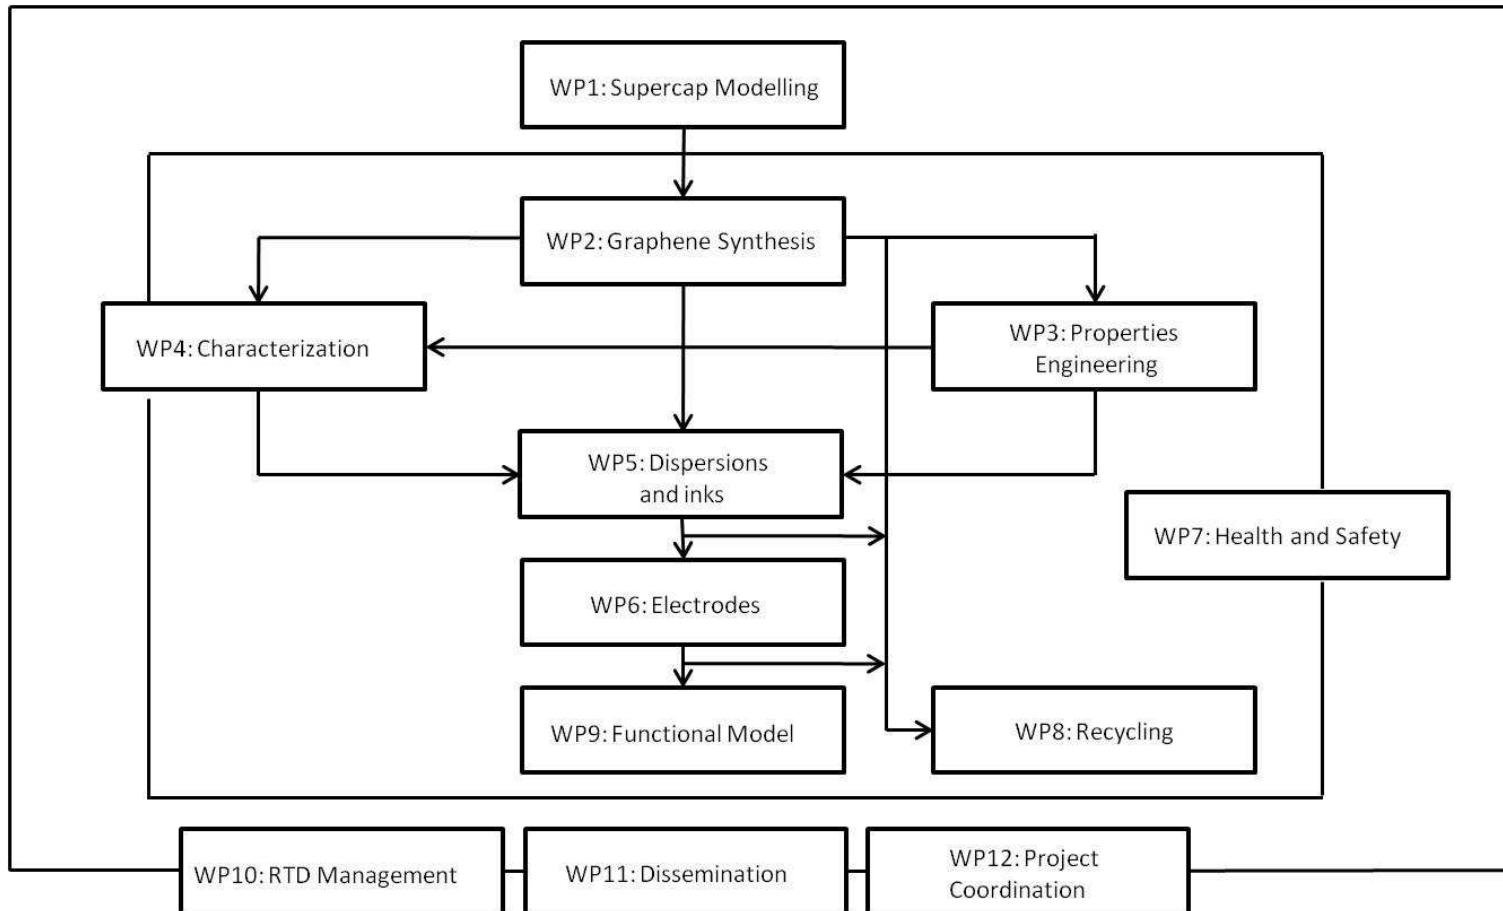 WP1: Supercap Modelling
WP2: Graphene Synthesis
WP4: Characterization
WP3: Properties
Engineering
WP5: Dispersions
and inks
WP7: Health and Safety
WP6: Electrodes
WP9: Functional Model
WP8: Recycling
WP10: RTD Management
WP11: Dissemination
WP12: Project
Coordination